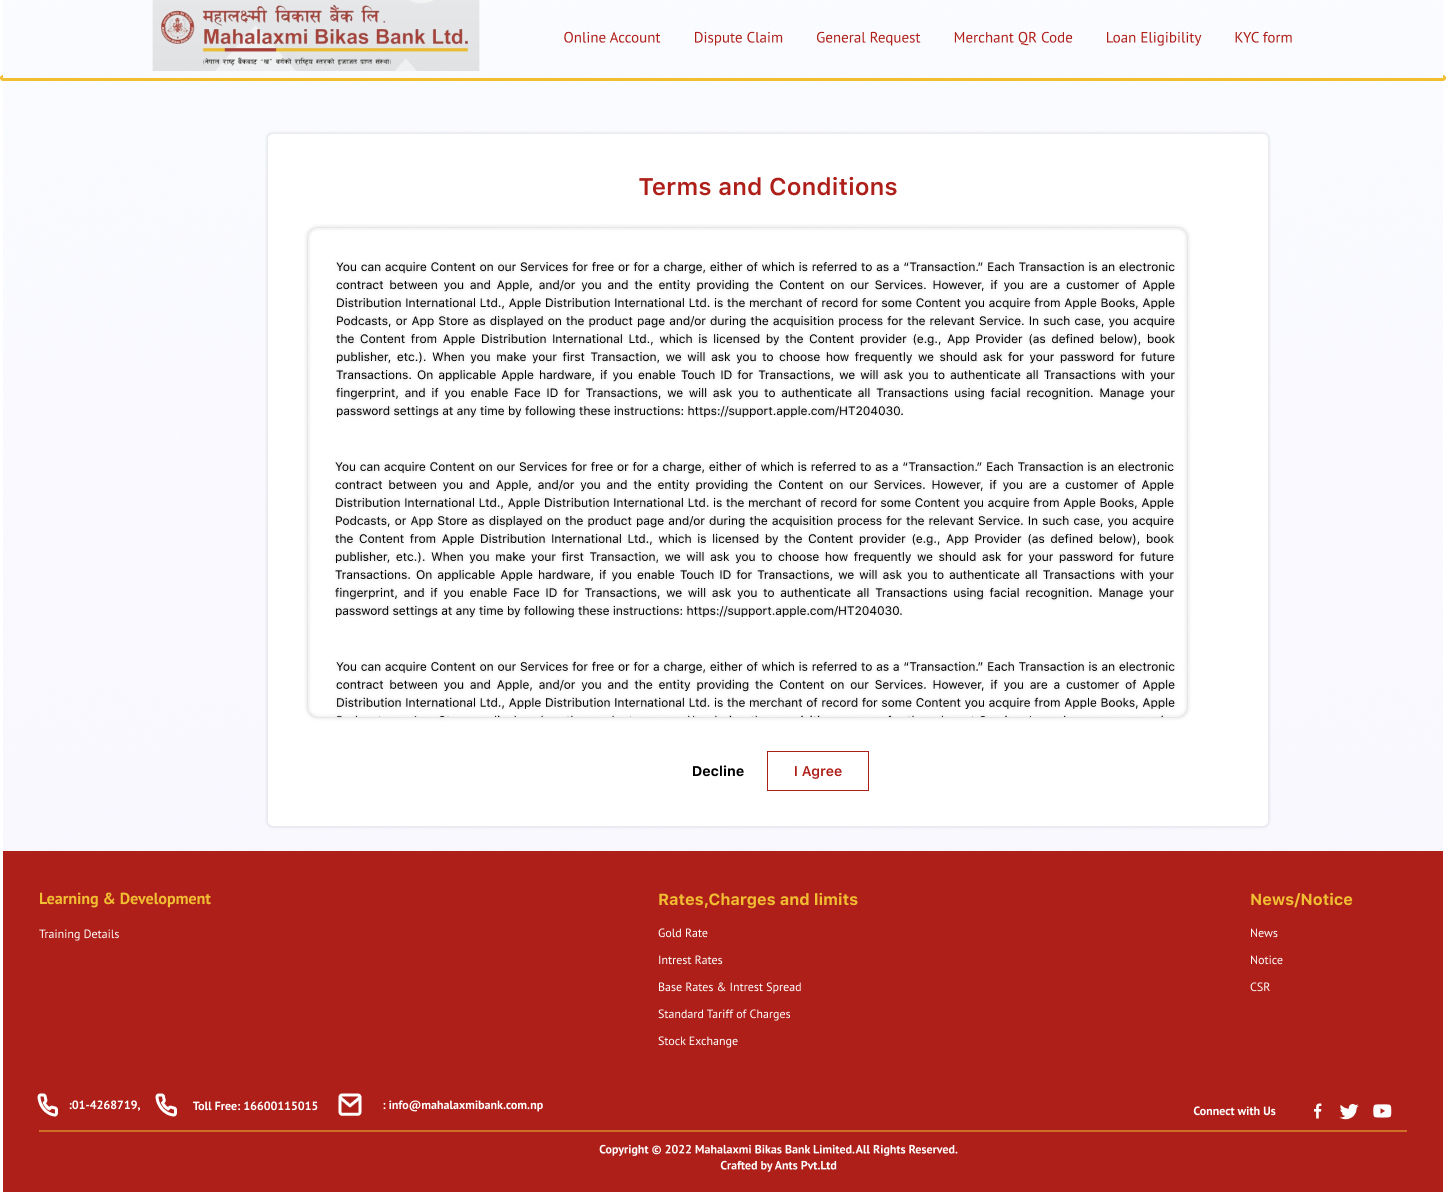 महालक्ष्मी विकास बैंक लि.
Mahalaxmi Bikas Bank Ltd.
(नेपाल राष्ट्र बैंकबाट "ख" वर्गको राष्ट्रिय स्तरको इजाजत प्राप्त संस्था)
Online Account Dispute Claim General Request Merchant QR Code Loan Eligibility KYC form
Terms and Conditions
You can acquire Content on our Services for free or for a charge, either of which is referred to as a “Transaction.” Each Transaction is an electronic
contract between you and Apple, and/or you and the entity providing the Content on our Services. However, if you are a customer of Apple
Distribution International Ltd., Apple Distribution International Ltd. is the merchant of record for some Content you acquire from Apple Books, Apple
Podcasts, or App Store as displayed on the product page and/or during the acquisition process for the relevant Service. In such case, you acquire
the Content from Apple Distribution International Ltd., which is licensed by the Content provider (e.g., App Provider (as defined below), book
publisher, etc.). When you make your first Transaction, we will ask you to choose how frequently we should ask for your password for future
Transactions. On applicable Apple hardware, if you enable Touch ID for Transactions, we will ask you to authenticate all Transactions with your
fingerprint, and if you enable Face ID for Transactions, we will ask you to authenticate all Transactions using facial recognition. Manage your
password settings at any time by following these instructions: https://support.apple.com/HT204030.
You can acquire Content on our Services for free or for a charge, either of which is referred to as a “Transaction.” Each Transaction is an electronic
contract between you and Apple, and/or you and the entity providing the Content on our Services. However, if you are a customer of Apple
Distribution International Ltd., Apple Distribution International Ltd. is the merchant of record for some Content you acquire from Apple Books, Apple
Podcasts, or App Store as displayed on the product page and/or during the acquisition process for the relevant Service. In such case, you acquire
the Content from Apple Distribution International Ltd., which is licensed by the Content provider (e.g., App Provider (as defined below), book
publisher, etc.). When you make your first Transaction, we will ask you to choose how frequently we should ask for your password for future
Transactions. On applicable Apple hardware, if you enable Touch ID for Transactions, we will ask you to authenticate all Transactions with your
fingerprint, and if you enable Face ID for Transactions, we will ask you to authenticate all Transactions using facial recognition. Manage your
password settings at any time by following these instructions: https://support.apple.com/HT204030.
You can acquire Content on our Services for free or for a charge, either of which is referred to as a “Transaction.” Each Transaction is an electronic
contract between you and Apple, and/or you and the entity providing the Content on our Services. However, if you are a customer of Apple
Distribution International Ltd., Apple Distribution International Ltd. is the merchant of record for some Content you acquire from Apple Books, Apple
Decline I Agree
Learning & Development
Training Details
Rates,Charges and limits
Gold Rate
Intrest Rates
Base Rates & Intrest Spread
Standard Tariff of Charges
Stock Exchange
News/Notice
News
Notice
CSR
:01-4268719, Toll Free: 16600115015 : info@mahalaxmibank.com.np
Connect with Us
Copyright © 2022 Mahalaxmi Bikas Bank Limited.All Rights Reserved.
Crafted by Ants Pvt.Ltd